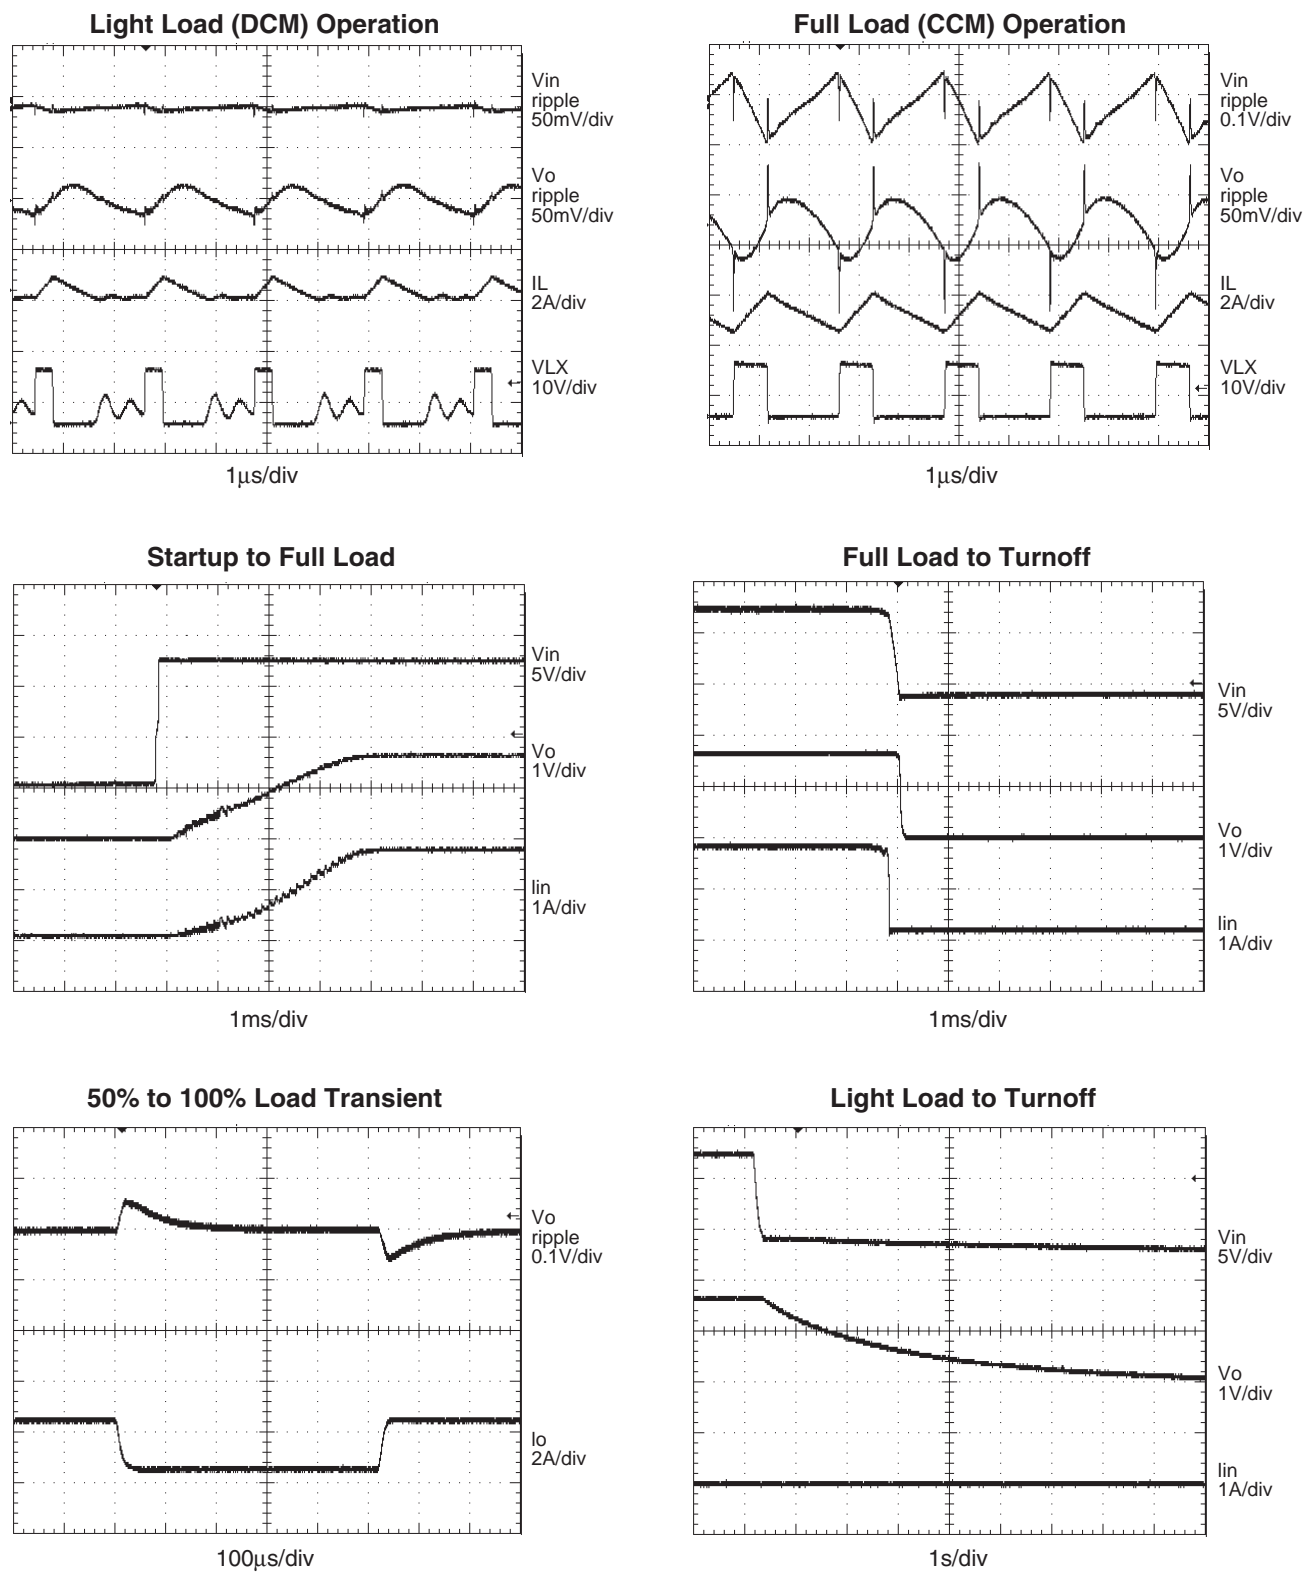 Light Load (DCM) Operation
Vin
ripple
50mV/div
Vo
ripple
50mV/div
IL
2A/div
VLX
10V/div
1μs/div
Full Load (CCM) Operation
Vin
ripple
0.1V/div
Vo
ripple
50mV/div
IL
2A/div
VLX
10V/div
1μs/div
Startup to Full Load
Vin
5V/div
Vo
1V/div
Iin
1A/div
1ms/div
Full Load to Turnoff
Vin
5V/div
Vo
1V/div
Iin
1A/div
1ms/div
50% to 100% Load Transient
Vo
ripple
0.1V/div
Io
2A/div
100μs/div
Light Load to Turnoff
Vin
5V/div
Vo
1V/div
Iin
1A/div
1s/div